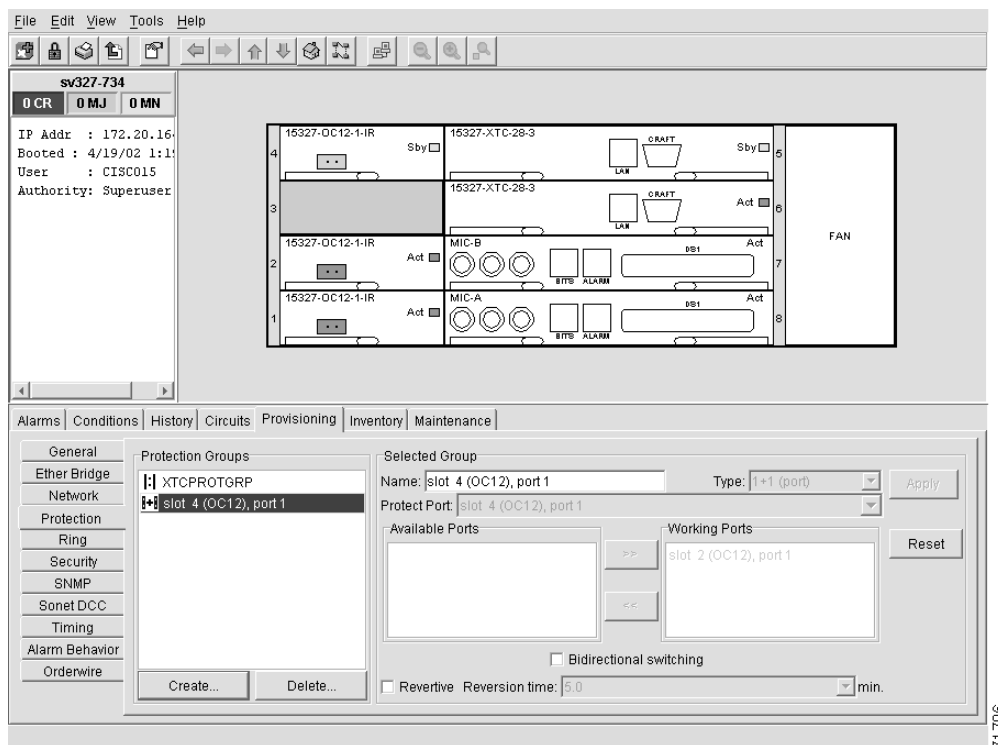 File Edit View Tools Help
sv327-734
0 CR 0 MJ 0 MN
IP Addr : 172.20.16
Booted : 4/19/02 1:1
User : CISCO15
Authority: Superuser
15327-OC12-1-IR
Sby
4
15327-XTC-28-3
CRAFT
LAN
Sby
5
3
15327-XTC-28-3
CRAFT
LAN
Act
6
15327-OC12-1-IR
Act
2
MIC-B
BITS ALARM
DS1
Act
7
15327-OC12-1-IR
Act
1
MIC-A
BITS ALARM
DS1
Act
8
FAN
Alarms Conditions History Circuits Provisioning Inventory Maintenance
General
Ether Bridge
Network
Protection
Ring
Security
SNMP
Sonet DCC
Timing
Alarm Behavior
Orderwire
Protection Groups
XTCPROTGRP
slot 4 (OC12), port 1
Create... Delete...
Selected Group
Name: slot 4 (OC12), port 1 Type: 1+1 (port)
Protect Port: slot 4 (OC12), port 1
Available Ports
>>
<<
Working Ports
slot 2 (OC12), port 1
Bidirectional switching
Revertive Reversion time: 5.0 min.
Apply
Reset